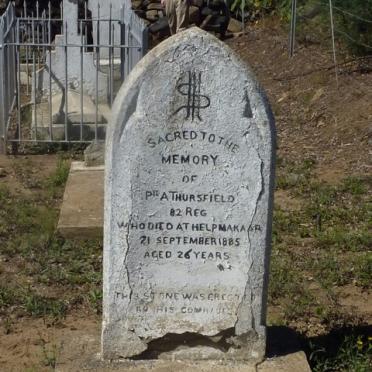 IHS
SACRED TO THE
MEMORY
OF
PTE A THURSFIELD
82 REG
WHO DIED AT HELPMAKAAR
21 SEPTEMBER 1885
AGED 26 YEARS
THIS STONE WAS ERECTED
BY HIS COMRADES